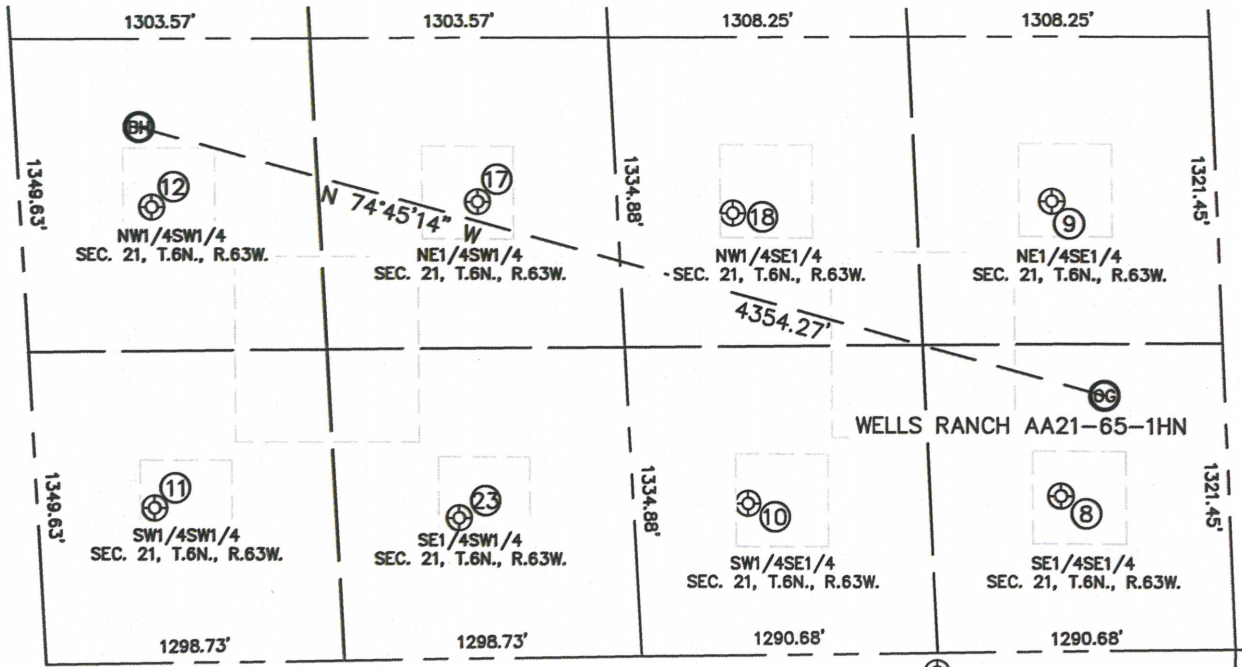 1303.57'
1303.57'
1308.25'
1308.25'
BH
1349.63'
12
N 74°45'14" W
17
1334.88'
18
9
1321.45'
NW1/4SW1/4
SEC. 21, T.6N., R.63W.
NE1/4SW1/4
SEC. 21, T.6N., R.63W.
NW1/4SE1/4
SEC. 21, T.6N., R.63W.
NE1/4SE1/4
SEC. 21, T.6N., R.63W.
4354.27'
OG
WELLS RANCH AA21-65-1HN
1349.63'
11
23
1334.88'
10
8
1321.45'
SW1/4SW1/4
SEC. 21, T.6N., R.63W.
SE1/4SW1/4
SEC. 21, T.6N., R.63W.
SW1/4SE1/4
SEC. 21, T.6N., R.63W.
SE1/4SE1/4
SEC. 21, T.6N., R.63W.
1298.73'
1298.73'
1290.68'
1290.68'